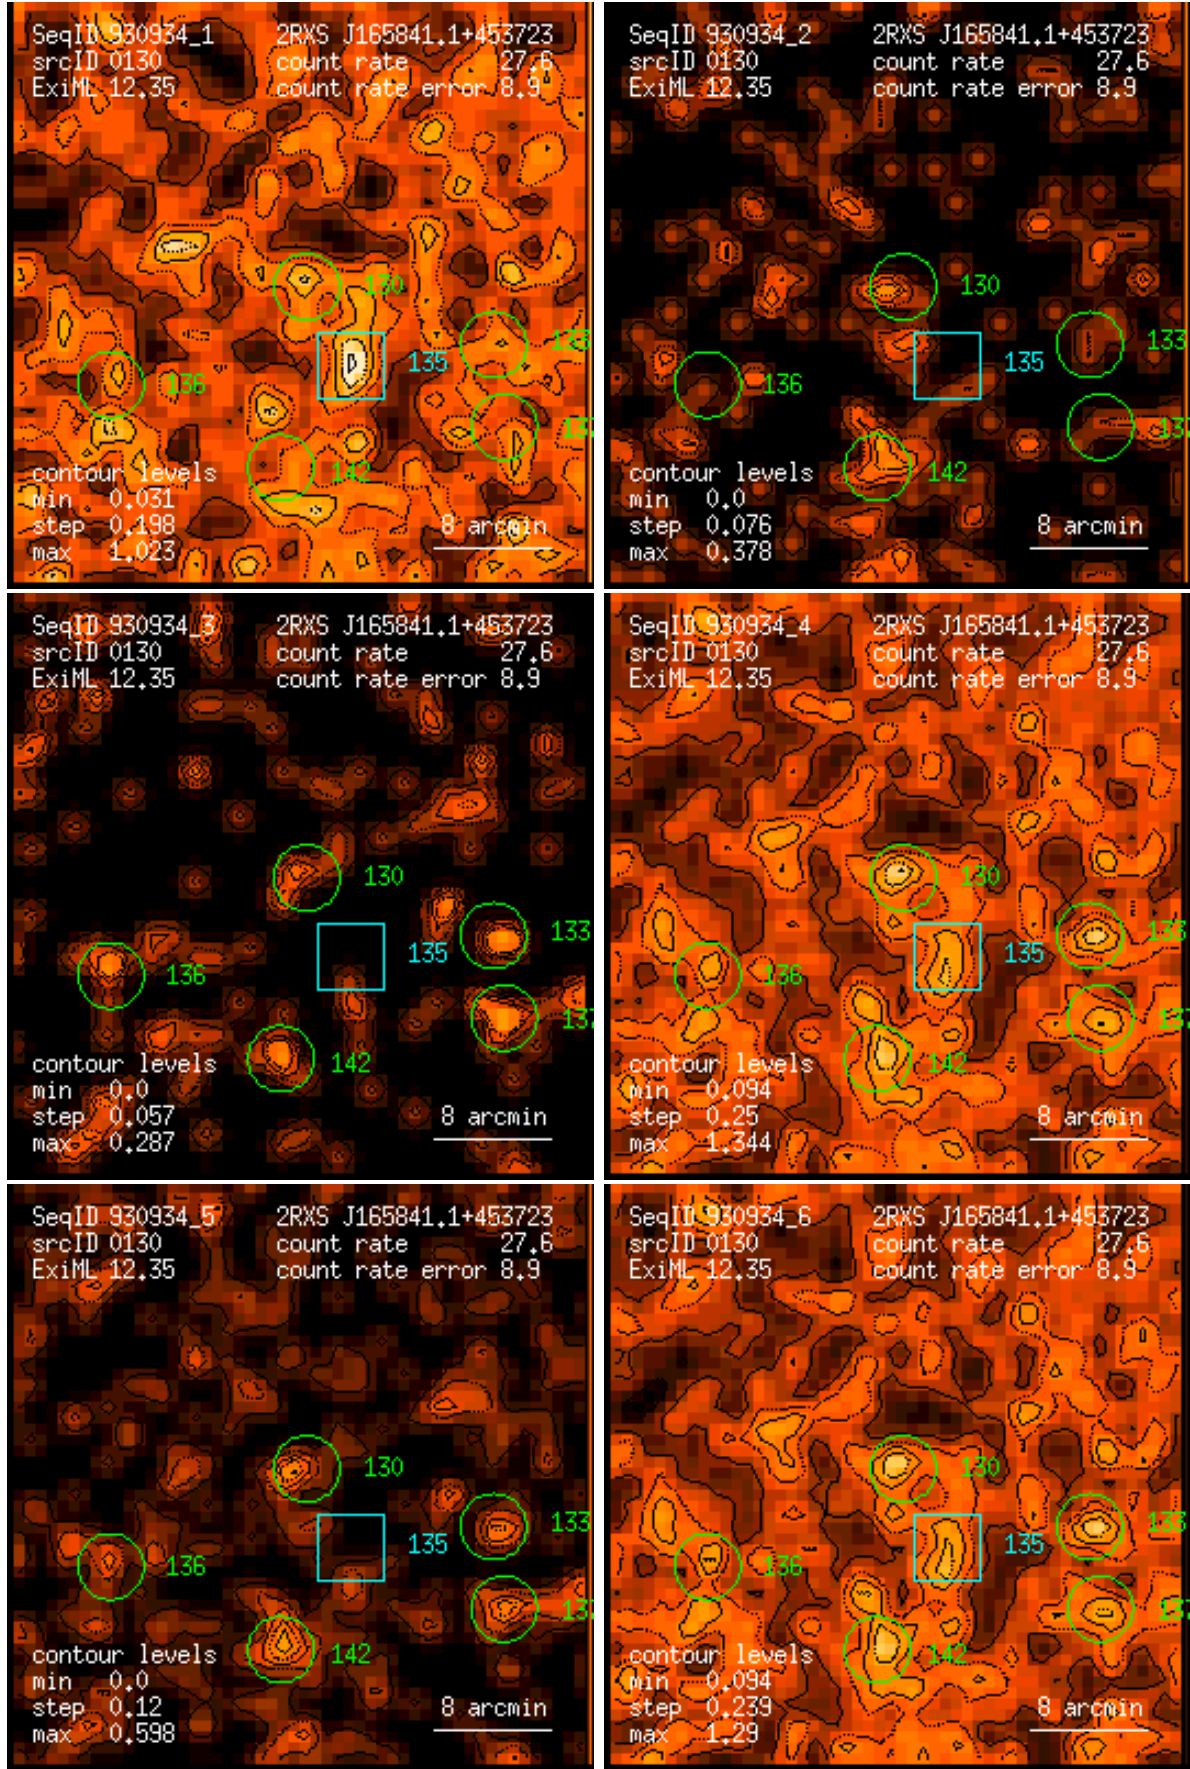 SeqID 930934_1 2RXS J165841.1+453723
srcID 0130 count rate 27.6
ExiML 12.35 count rate error 8.9
130
133
135
136
142
contour levels
min 0.031
step 0.198
max 1.023
8 arcmin
SeqID 930934_2 2RXS J165841.1+453723
srcID 0130 count rate 27.6
ExiML 12.35 count rate error 8.9
130
133
135
136
142
contour levels
min 0.0
step 0.076
max 0.378
8 arcmin
SeqID 930934_3 2RXS J165841.1+453723
srcID 0130 count rate 27.6
ExiML 12.35 count rate error 8.9
130
133
135
136
142
contour levels
min 0.0
step 0.057
max 0.287
8 arcmin
SeqID 930934_4 2RXS J165841.1+453723
srcID 0130 count rate 27.6
ExiML 12.35 count rate error 8.9
130
133
135
136
142
contour levels
min 0.094
step 0.25
max 1.344
8 arcmin
SeqID 930934_5 2RXS J165841.1+453723
srcID 0130 count rate 27.6
ExiML 12.35 count rate error 8.9
130
133
135
136
142
contour levels
min 0.0
step 0.12
max 0.598
8 arcmin
SeqID 930934_6 2RXS J165841.1+453723
srcID 0130 count rate 27.6
ExiML 12.35 count rate error 8.9
130
133
135
136
142
contour levels
min 0.094
step 0.239
max 1.29
8 arcmin